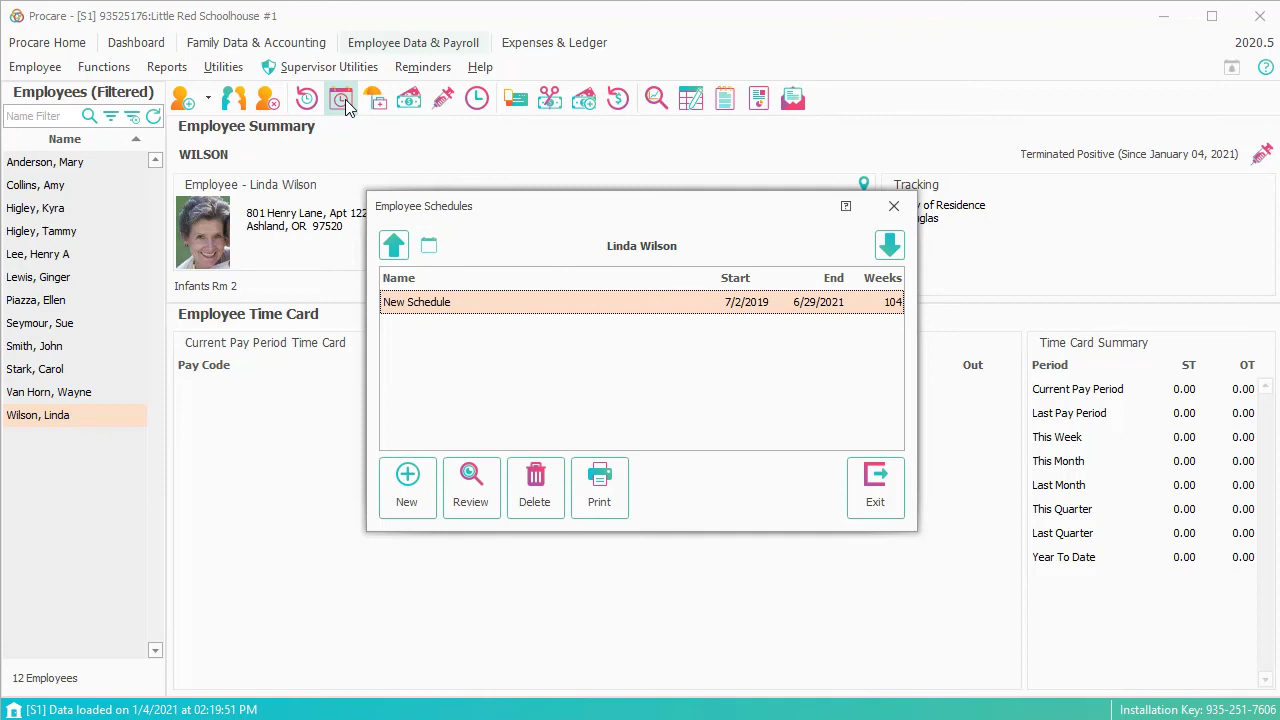 Procare - [S1] 93525176:Little Red Schoolhouse #1
Procare Home Dashboard Family Data & Accounting Employee Data & Payroll Expenses & Ledger 2020.5
Employee Functions Reports Utilities Supervisor Utilities Reminders Help
Employees (Filtered)
Name Filter
Name
Anderson, Mary
Collins, Amy
Higley, Kyra
Higley, Tammy
Lee, Henry A
Lewis, Ginger
Piazza, Ellen
Seymour, Sue
Smith, John
Stark, Carol
Van Horn, Wayne
Wilson, Linda
12 Employees
Employee Summary
WILSON
Terminated Positive (Since January 04, 2021)
Employee - Linda Wilson
801 Henry Lane, Apt 122
Ashland, OR 97520
Infants Rm 2
Tracking
y of Residence
uglas
Employee Schedules
Linda Wilson
Name Start End Weeks
New Schedule 7/2/2019 6/29/2021 104
New Review Delete Print Exit
Employee Time Card
Current Pay Period Time Card
Pay Code Out
Time Card Summary
Period ST OT
Current Pay Period 0.00 0.00
Last Pay Period 0.00 0.00
This Week 0.00 0.00
This Month 0.00 0.00
Last Month 0.00 0.00
This Quarter 0.00 0.00
Last Quarter 0.00 0.00
Year To Date 0.00 0.00
[S1] Data loaded on 1/4/2021 at 02:19:51 PM
Installation Key: 935-251-7606